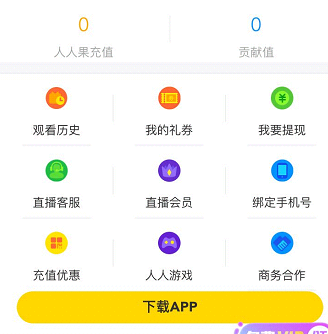 0 0
人人果充值 贡献值
观看历史 我的礼券 我要提现
直播客服 直播会员 绑定手机号
充值优惠 人人游戏 商务合作
下载APP